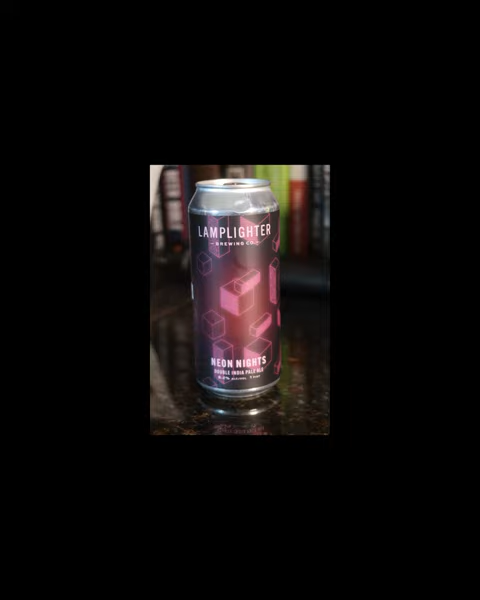 LAMPLIGHTER
BREWING CO
NEON NIGHTS
DOUBLE INDIA PALE ALE